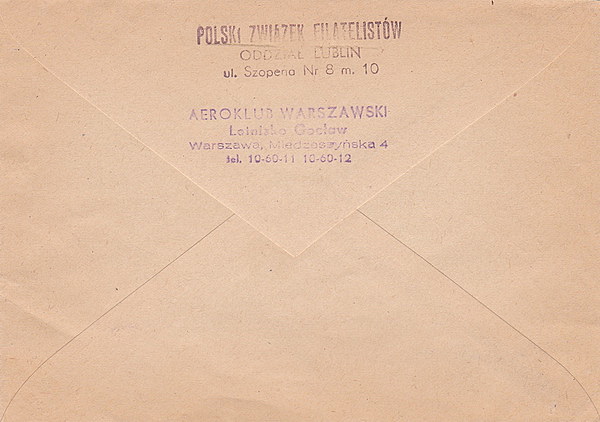 POLSKI ZWIĄZEK FILATELISTÓW
ODDZIAŁ LUBLIN
ul. Szopena Nr 8 m. 10
AEROKLUB WARSZAWSKI
Lotnisko Gocław
Warszawa, Miedzeszyńska 4
tel. 10-60-11 10-60-12